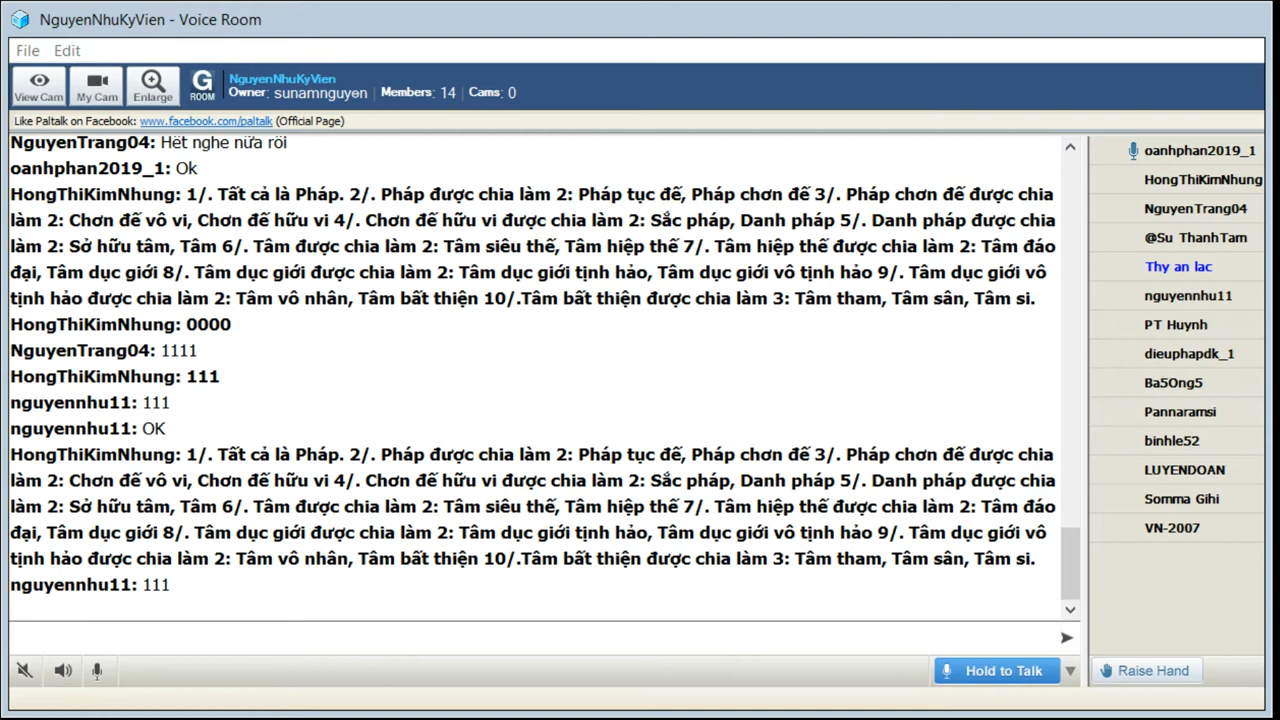 NguyenNhuKyVien - Voice Room
File Edit
View Cam My Cam Enlarge G ROOM
NguyenNhuKyVien
Owner: sunamnguyen | Members: 14 | Cams: 0
Like Paltalk on Facebook: www.facebook.com/paltalk (Official Page)
NguyenTrang04: Hết nghe nữa rồi
oanhphan2019_1: Ok
HongThiKimNhung: 1/. Tất cả là Pháp. 2/. Pháp được chia làm 2: Pháp tục đế, Pháp chơn đế 3/. Pháp chơn đế được chia
làm 2: Chơn đế vô vi, Chơn đế hữu vi 4/. Chơn đế hữu vi được chia làm 2: Sắc pháp, Danh pháp 5/. Danh pháp được chia
làm 2: Sở hữu tâm, Tâm 6/. Tâm được chia làm 2: Tâm siêu thế, Tâm hiệp thế 7/. Tâm hiệp thế được chia làm 2: Tâm đáo
đại, Tâm dục giới 8/. Tâm dục giới được chia làm 2: Tâm dục giới tịnh hảo, Tâm dục giới vô tịnh hảo 9/. Tâm dục giới vô
tịnh hảo được chia làm 2: Tâm vô nhân, Tâm bất thiện 10/.Tâm bất thiện được chia làm 3: Tâm tham, Tâm sân, Tâm si.
HongThiKimNhung: 0000
NguyenTrang04: 1111
HongThiKimNhung: 111
nguyennhu11: 111
nguyennhu11: OK
HongThiKimNhung: 1/. Tất cả là Pháp. 2/. Pháp được chia làm 2: Pháp tục đế, Pháp chơn đế 3/. Pháp chơn đế được chia
làm 2: Chơn đế vô vi, Chơn đế hữu vi 4/. Chơn đế hữu vi được chia làm 2: Sắc pháp, Danh pháp 5/. Danh pháp được chia
làm 2: Sở hữu tâm, Tâm 6/. Tâm được chia làm 2: Tâm siêu thế, Tâm hiệp thế 7/. Tâm hiệp thế được chia làm 2: Tâm đáo
đại, Tâm dục giới 8/. Tâm dục giới được chia làm 2: Tâm dục giới tịnh hảo, Tâm dục giới vô tịnh hảo 9/. Tâm dục giới vô
tịnh hảo được chia làm 2: Tâm vô nhân, Tâm bất thiện 10/.Tâm bất thiện được chia làm 3: Tâm tham, Tâm sân, Tâm si.
nguyennhu11: 111
oanhphan2019_1
HongThiKimNhung
NguyenTrang04
@Su ThanhTam
Thy an lac
nguyennhu11
PT Huynh
dieuphapdk_1
Ba5Ong5
Pannaramsi
binhle52
LUYENDOAN
Somma Gihi
VN-2007
Hold to Talk
Raise Hand